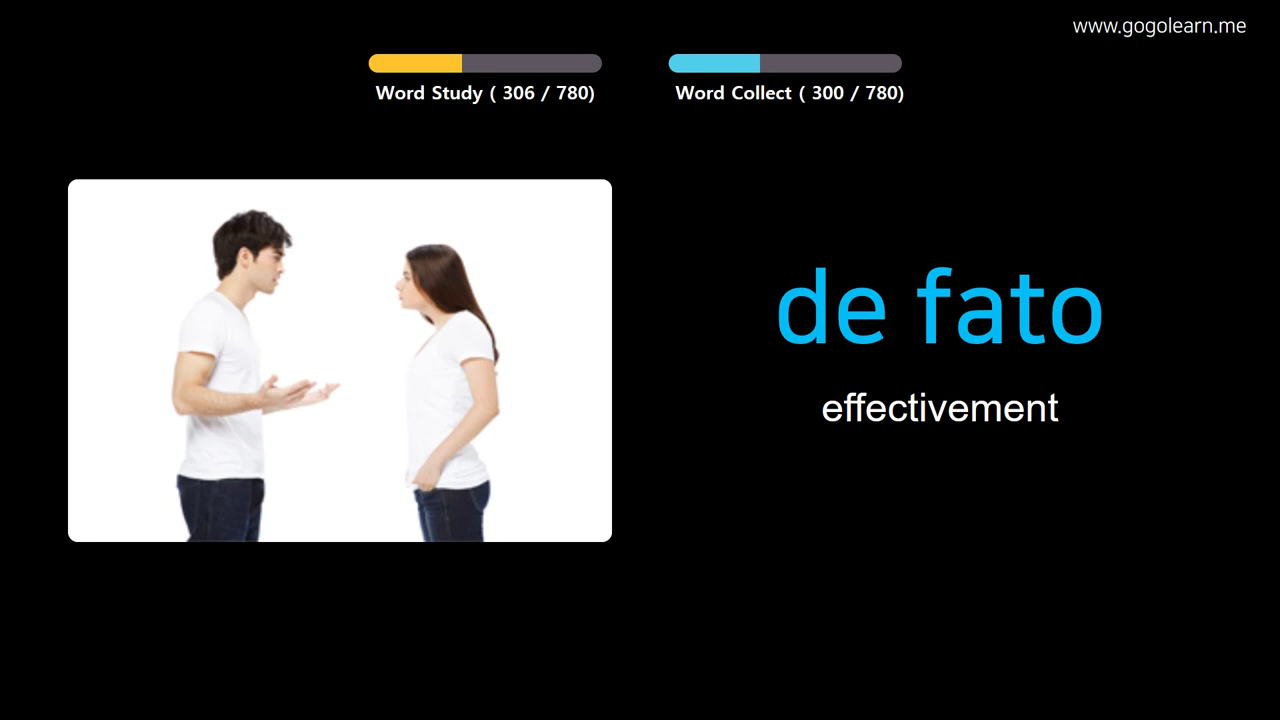 www.gogolearn.me
Word Study ( 306 / 780)
Word Collect ( 300 / 780)
de fato
effectivement